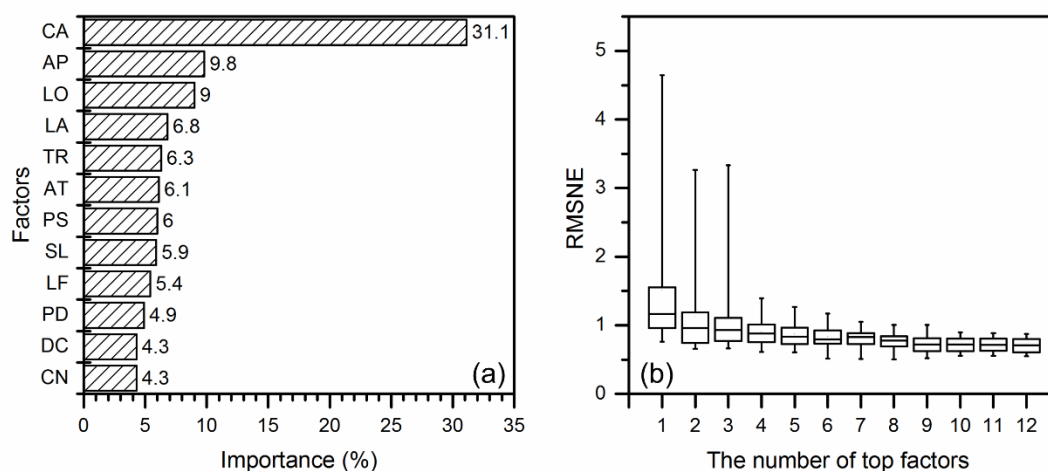 CA
31.1
AP
9.8
LO
9
LA
6.8
TR
6.3
AT
6.1
PS
6
SL
5.9
LF
5.4
PD
4.9
DC
4.3
CN
4.3
(a)
0 5 10 15 20 25 30 35
Importance (%)
Factors
5
4
3
2
1
0
(b)
1 2 3 4 5 6 7 8 9 10 11 12
The number of top factors
RMSNE